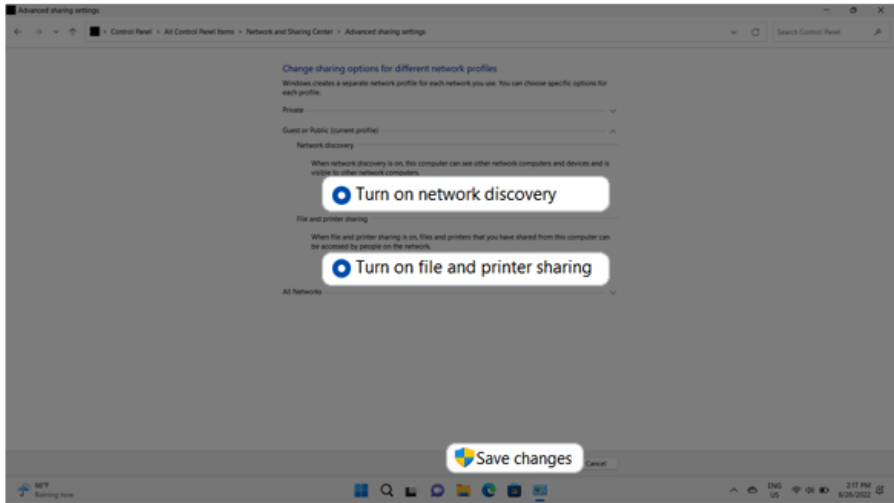 Advanced sharing settings
Control Panel > All Control Panel Items > Network and Sharing Center > Advanced sharing settings
Search Control Panel
Change sharing options for different network profiles
Windows creates a separate network profile for each network you use. You can choose specific options for
each profile.
Private
Guest or Public (current profile)
Network discovery
When network discovery is on, this computer can see other network computers and devices and is
visible to other network computers.
Turn on network discovery
File and printer sharing
When file and printer sharing is on, files and printers that you have shared from this computer can
be accessed by people on the network.
Turn on file and printer sharing
All Networks
Save changes
Cancel
66°F
Raining now
ENG
US
2:17 PM
8/26/2022